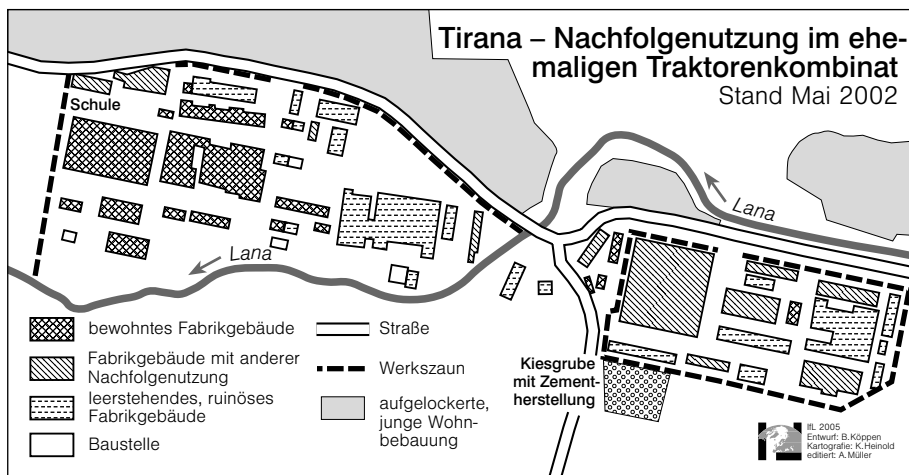 Tirana – Nachfolgenutzung im ehe-
maligen Traktorenkombinat
Stand Mai 2002
Schule
Lana
Lana
Kiesgrube
mit Zement-
herstellung
bewohntes Fabrikgebäude
Fabrikgebäude mit anderer
Nachfolgenutzung
leerstehendes, ruinöses
Fabrikgebäude
Baustelle
Straße
Werkszaun
aufgelockerte,
junge Wohn-
bebauung
IfL 2005
Entwurf: B.Köppen
Kartografie: K.Heinold
editiert: A.Müller